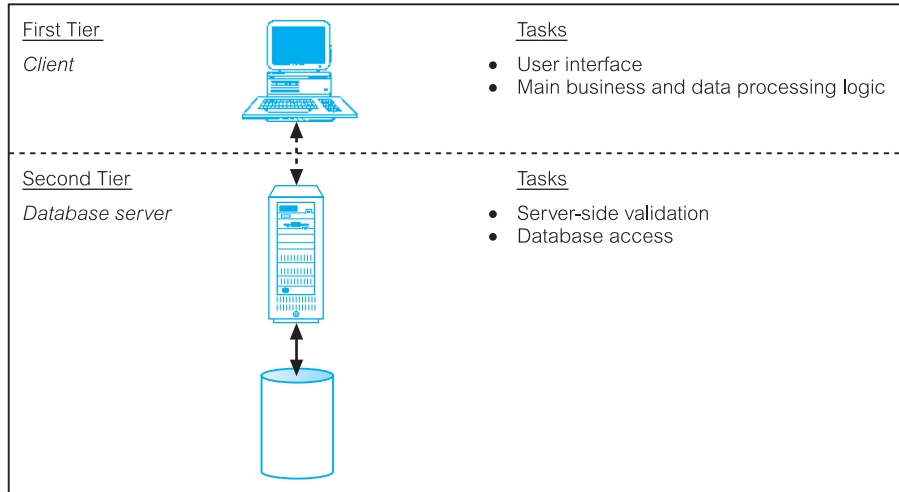 First Tier
Client
Tasks
● User interface
● Main business and data processing logic
Second Tier
Database server
Tasks
● Server-side validation
● Database access